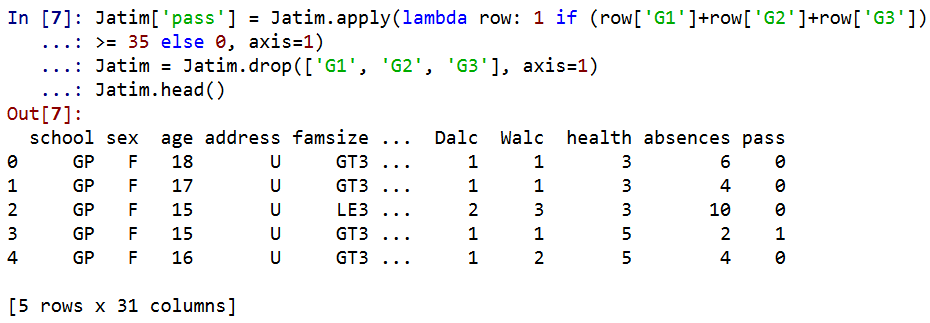 In [7]: Jatim['pass'] = Jatim.apply(lambda row: 1 if (row['G1']+row['G2']+row['G3'])
   ...: >= 35 else 0, axis=1)
   ...: Jatim = Jatim.drop(['G1', 'G2', 'G3'], axis=1)
   ...: Jatim.head()
Out[7]:
  school sex  age address famsize ...  Dalc  Walc  health absences pass
0     GP   F   18       U     GT3 ...     1     1       3        6    0
1     GP   F   17       U     GT3 ...     1     1       3        4    0
2     GP   F   15       U     LE3 ...     2     3       3       10    0
3     GP   F   15       U     GT3 ...     1     1       5        2    1
4     GP   F   16       U     GT3 ...     1     2       5        4    0
[5 rows x 31 columns]